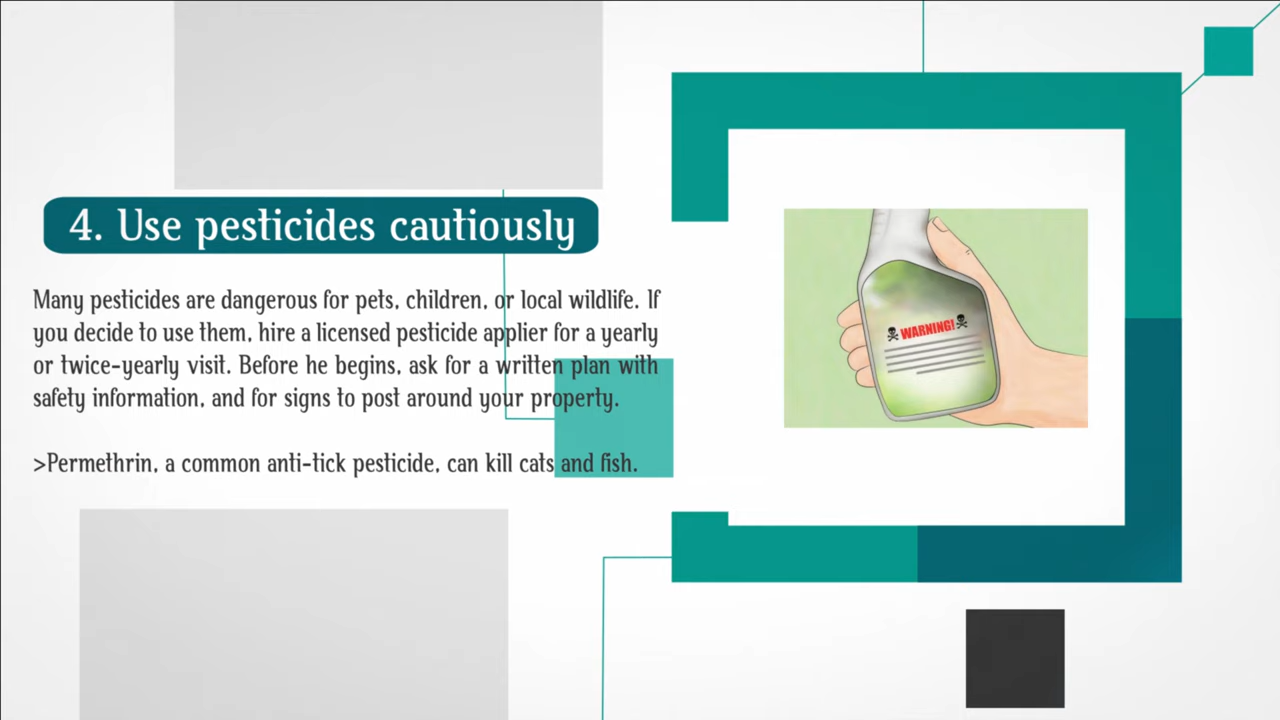 4. Use pesticides cautiously
Many pesticides are dangerous for pets, children, or local wildlife. If
you decide to use them, hire a licensed pesticide applier for a yearly
or twice-yearly visit. Before he begins, ask for a written plan with
safety information, and for signs to post around your property.
>Permethrin, a common anti-tick pesticide, can kill cats and fish.
WARNING!